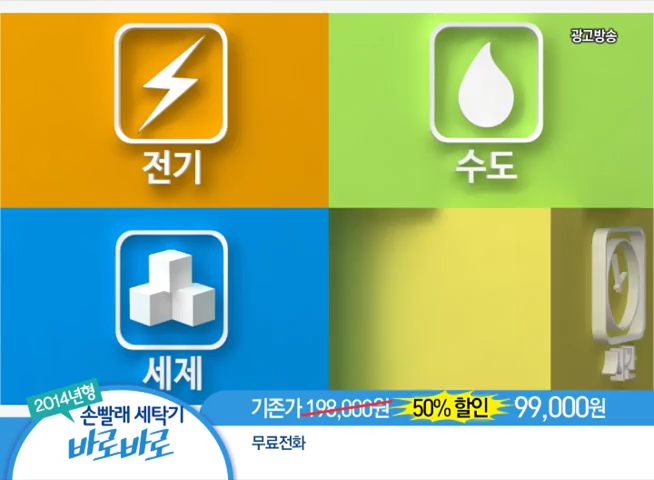 광고방송
전기
수도
세제
2014년형
손빨래 세탁기
바로바로
기존가 198,000원 50% 할인 99,000원
무료전화